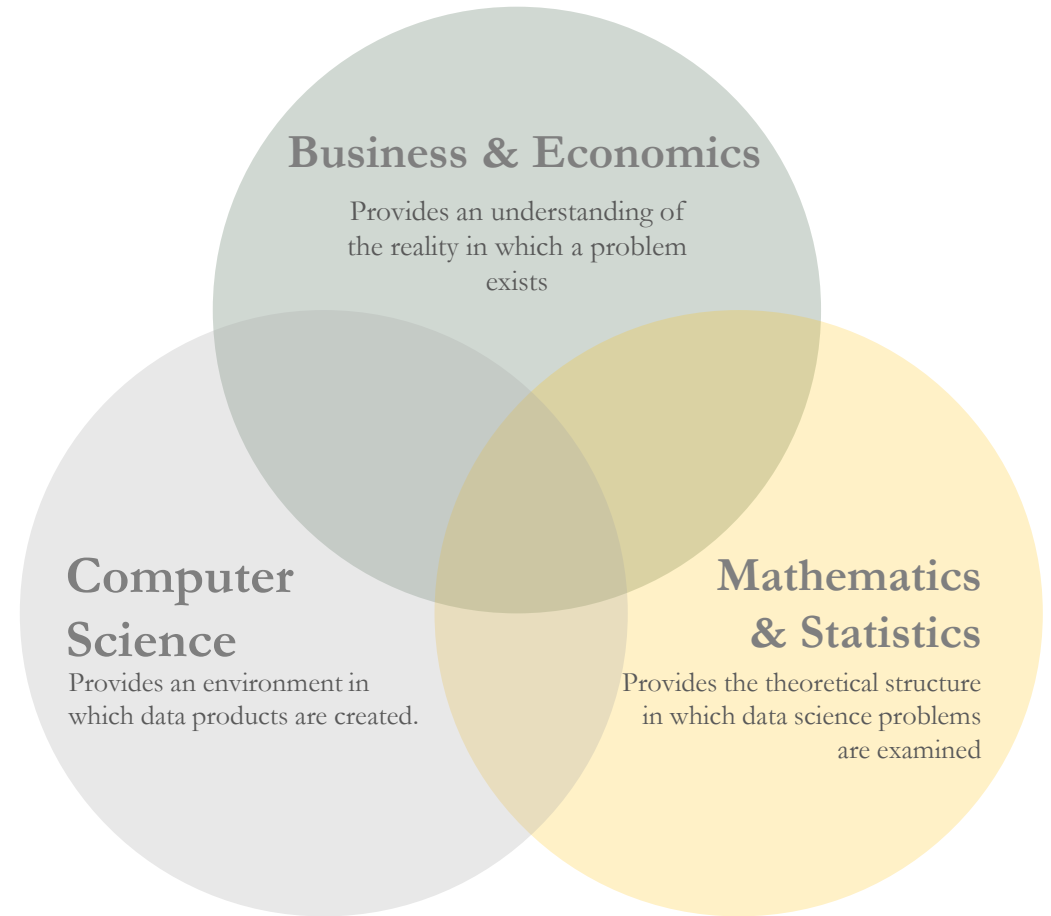 Business & Economics
Provides an understanding of
the reality in which a problem
exists
Computer
Science
Provides an environment in
which data products are created.
Mathematics
& Statistics
Provides the theoretical structure
in which data science problems
are examined